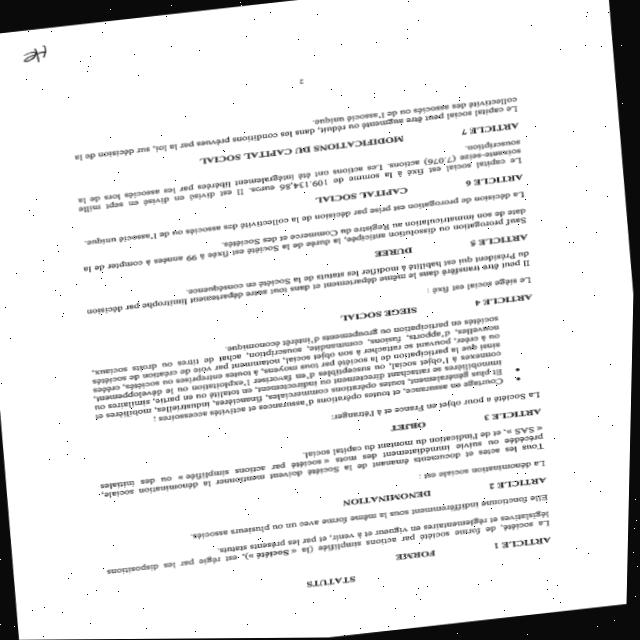 STATUTS
ARTICLE 1 FORME
La société, de forme société par actions simplifiée (la « Société »), est régie par les dispositions
législatives et réglementaires en vigueur et à venir, et par les présents statuts.
Elle fonctionne indifféremment sous la même forme avec un ou plusieurs associés.
ARTICLE 2 DENOMINATION
La dénomination sociale est :
Tous les actes et documents émanant de la Société doivent mentionner la dénomination sociale,
précédée ou suivie immédiatement des mots « société par actions simplifiée » ou des initiales
« SAS », et de l'indication du montant du capital social.
ARTICLE 3 OBJET
La Société a pour objet en France et à l'étranger:
• Courtage en assurance, et toute opérations d'assurances et activités accessoires ;
• Et plus généralement, toutes opérations commerciales, financières, industrielles, mobilières et
immobilières se rattachant directement ou indirectement, en totalité ou en partie, similaires ou
connexes à l'objet social, ou susceptibles d'en favoriser l'exploitation ou le développement,
ainsi que la participation de la société par tous moyens, à toutes entreprises ou sociétés, créées
ou à créer, pouvant se rattacher à son objet social, notamment par voie de création de sociétés
nouvelles, d'apports, fusions, commandite, souscription, achat de titres ou droits sociaux,
sociétés en participation ou groupements d'intérêt économique.
ARTICLE 4 SIEGE SOCIAL
Le siège social est fixé :
Il peut être transféré dans le même département et dans tout autre département limitrophe par décision
du Président qui est habilité à modifier les statuts de la Société en conséquence.
ARTICLE 5 DUREE
Sauf prorogation ou dissolution anticipée, la durée de la Société est fixée à 99 années à compter de la
date de son immatriculation au Registre du Commerce et des Sociétés.
La décision de prorogation est prise par décision de la collectivité des associés ou de l'associé unique.
ARTICLE 6 CAPITAL SOCIAL
Le capital social est fixé à la somme de 109.134,86 euros. Il est divisé en divisé en sept mille
soixante-seize (7.076) actions. Les actions ont été intégralement libérées par les associés lors de la
souscription.
ARTICLE 7 MODIFICATIONS DU CAPITAL SOCIAL
Le capital social peut être augmenté ou réduit, dans les conditions prévues par la loi, sur décision de la
collectivité des associés ou de l'associé unique.
2